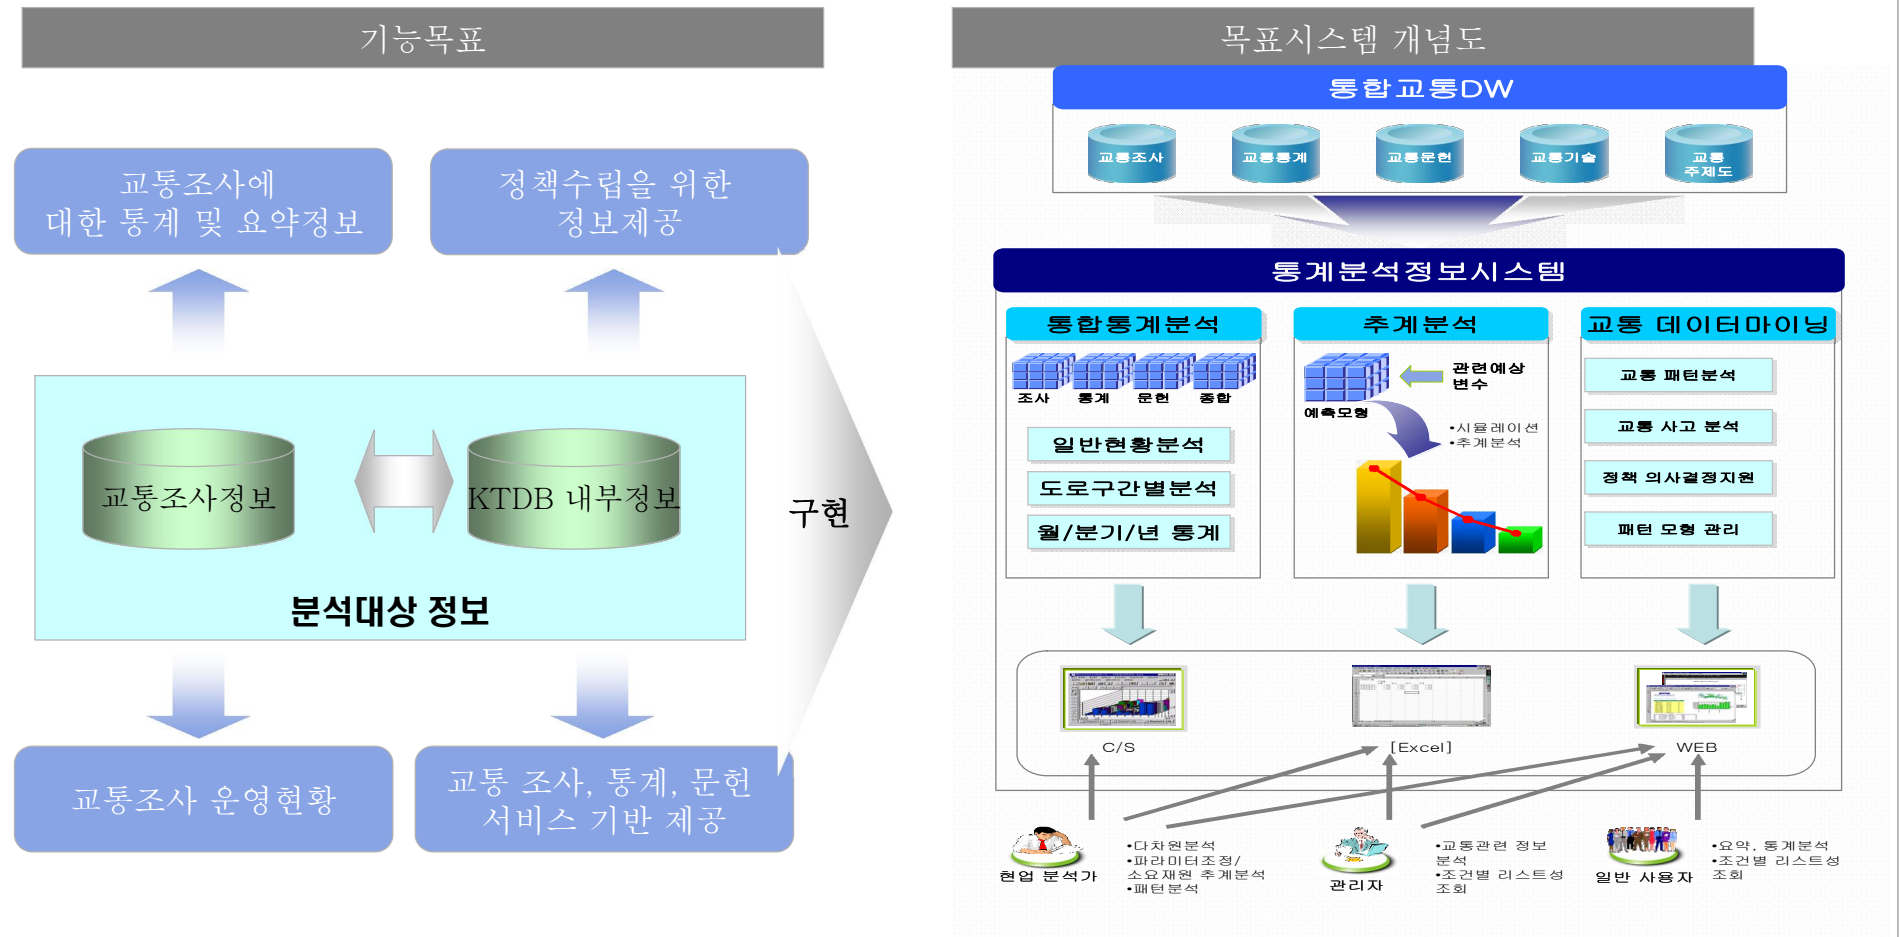 기능목표
교통조사에
대한 통계 및 요약정보
정책수립을 위한
정보제공
교통조사정보
KTDB 내부정보
분석대상 정보
교통조사 운영현황
교통 조사, 통계, 문헌
서비스 기반 제공
구현
목표시스템 개념도
통합교통DW
교통조사
교통통계
교통문헌
교통기술
교통
주제도
통계분석정보시스템
통합통계분석
조사
통계
문헌
종합
일반현황분석
도로구간별분석
월/분기/년 통계
추계분석
관련예상
변수
예측모형
•시뮬레이션
•추계분석
교통 데이터마이닝
교통 패턴분석
교통 사고 분석
정책 의사결정지원
패턴 모형 관리
C/S
[Excel]
WEB
현업 분석가
•다차원분석
•파라미터조정/
소요재원 추계분석
•패턴분석
관리자
•교통관련 정보
분석
•조건별 리스트성
조회
일반 사용자
•요약, 통계분석
•조건별 리스트성
조회